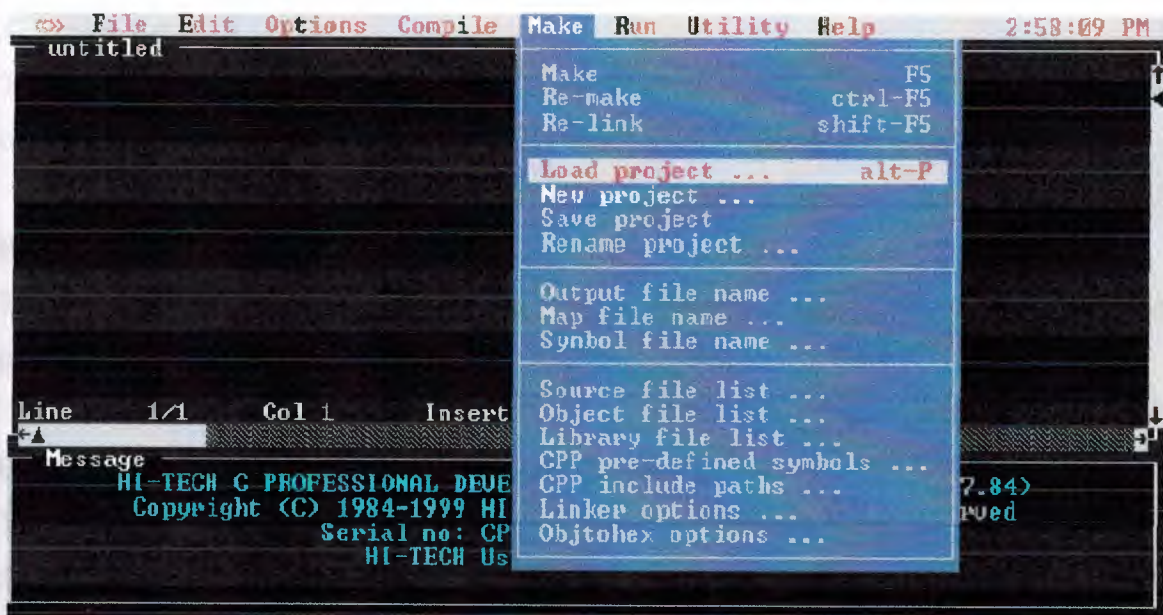 <<>> File Edit Options Compile Make Run Utility Help 2:58:09 PM
untitled
Make F5
Re-make ctrl-F5
Re-link shift-F5
Load project ... alt-P
New project ...
Save project
Rename project ...
Output file name ...
Map file name ...
Symbol file name ...
Source file list ...
Object file list ...
Library file list ...
CPP pre-defined symbols ...
CPP include paths ...
Linker options ...
Objtohex options ...
Line 1/1 Col 1 Insert
Message
HI-TECH C PROFESSIONAL DEVE 7.84)
Copyright (C) 1984-1999 HI rved
Serial no: CP
HI-TECH Us